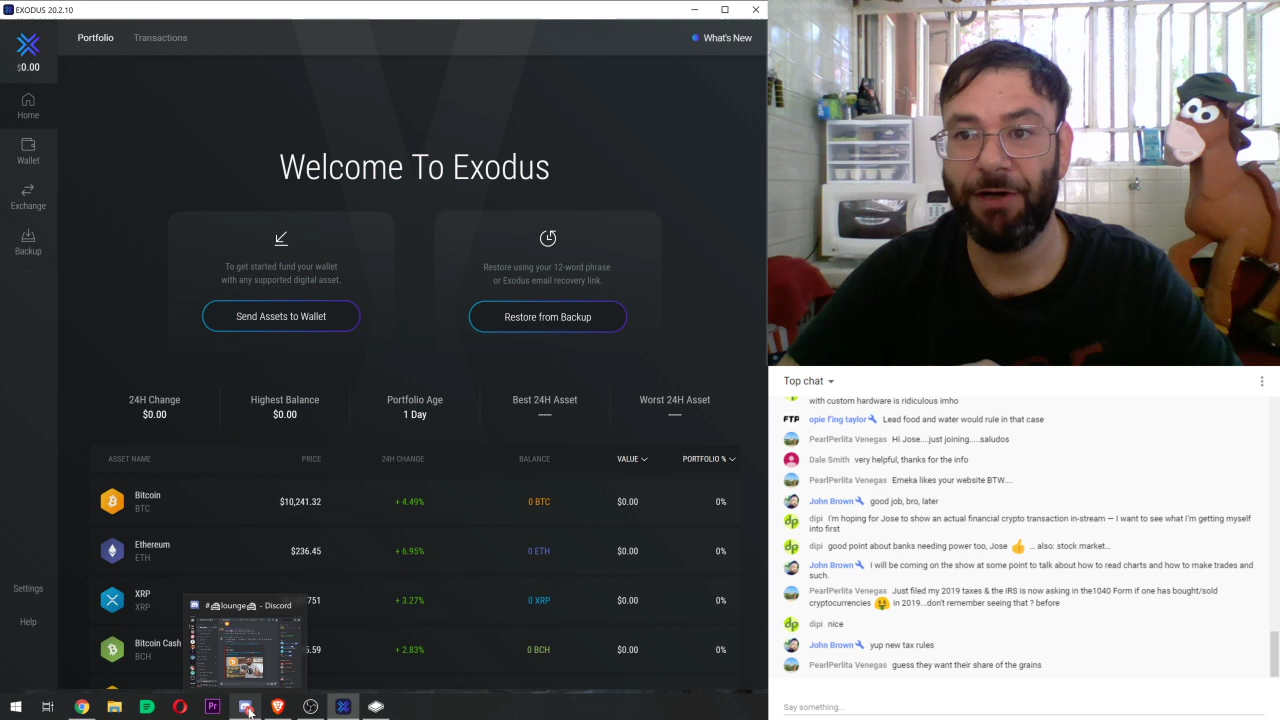 EXODUS 20.2.10
$0.00
Portfolio
Transactions
What's New
Home
Wallet
Exchange
Backup
Settings
Help
Welcome To Exodus
To get started fund your wallet
with any supported digital asset.
Send Assets to Wallet
Restore using your 12-word phrase
or Exodus email recovery link.
Restore from Backup
24H Change
$0.00
Highest Balance
$0.00
Portfolio Age
1 Day
Best 24H Asset
Worst 24H Asset
ASSET NAME PRICE 24H CHANGE BALANCE VALUE PORTFOLIO %
Bitcoin
BTC
$10,241.32 + 4.49% 0 BTC $0.00 0%
Ethereum
ETH
$236.45 + 6.95% 0 ETH $0.00 0%
XRP
XRP
751 + 3.27% 0 XRP $0.00 0%
Bitcoin Cash
BCH
5.59 + 2.83% 0 BCH $0.00 0%
#lounge - Discord
Pr
Top chat
with custom hardware is ridiculous imho
FTP opie f'ing taylor Lead food and water would rule in that case
PearlPerlita Venegas Hi Jose....just joining.....saludos
Dale Smith very helpful, thanks for the info
PearlPerlita Venegas Emeka likes your website BTW....
John Brown good job, bro, later
dp dipi I'm hoping for Jose to show an actual financial crypto transaction in-stream — I want to see what I'm getting myself
into first
dp dipi good point about banks needing power too, Jose 👍 ... also: stock market...
John Brown I will be coming on the show at some point to talk about how to read charts and how to make trades and
such.
PearlPerlita Venegas Just filed my 2019 taxes & the IRS is now asking in the1040 Form if one has bought/sold
cryptocurrencies 🤑 in 2019...don't remember seeing that ? before
dp dipi nice
John Brown yup new tax rules
PearlPerlita Venegas guess they want their share of the grains
Say something...